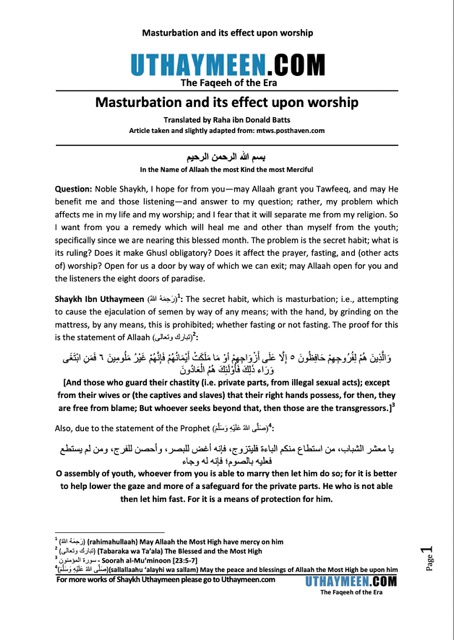 Masturbation and its effect upon worship
UTHAYMEEN.COM
The Faqeeh of the Era
Masturbation and its effect upon worship
Translated by Raha ibn Donald Batts
Article taken and slightly adapted from: mtws.posthaven.com
بسم الله الرحمن الرحيم
In the Name of Allaah the most Kind the most Merciful
Question: Noble Shaykh, I hope for from you—may Allaah grant you Tawfeeq, and may He
benefit me and those listening—and answer to my question; rather, my problem which
affects me in my life and my worship; and I fear that it will separate me from my religion. So
I want from you a remedy which will heal me and other than myself from the youth;
specifically since we are nearing this blessed month. The problem is the secret habit; what is
its ruling? Does it make Ghusl obligatory? Does it affect the prayer, fasting, and (other acts
of) worship? Open for us a door by way of which we can exit; may Allaah open for you and
the listeners the eight doors of paradise.
Shaykh Ibn Uthaymeen (رَحِمَهُ اللهُ)1: The secret habit, which is masturbation; i.e., attempting
to cause the ejaculation of semen by way of any means; with the hand, by grinding on the
mattress, by any means, this is prohibited; whether fasting or not fasting. The proof for this
is the statement of Allaah (تبارك وتعالى)2:
وَالَّذِينَ هُمْ لِفُرُوجِهِمْ حَافِظُونَ ٥ إِلَّا عَلَى أَزْوَاجِهِمْ أوْ مَا مَلَكَتْ أَيْمَانُهُمْ فَإِنَّهُمْ غَيْرُ مَلُومِينَ ٦ فَمَنِ ابْتَغَى
وَرَاء ذَلِكَ فَأُوْلَئِكَ هُمُ الْعَادُونَ
[And those who guard their chastity (i.e. private parts, from illegal sexual acts); except
from their wives or (the captives and slaves) that their right hands possess, for then, they
are free from blame; But whoever seeks beyond that, then those are the transgressors.]3
Also, due to the statement of the Prophet (صَلَّى اللهُ عَلَيْهِ وَسَلَّمَ)4:
يا معشر الشباب، من استطاع منكم الباءة فليتزوج، فإنه أغض للبصر، وأحصن للفرج، ومن لم يستطع
فعليه بالصوم؛ فإنه له وجاء
O assembly of youth, whoever from you is able to marry then let him do so; for it is better
to help lower the gaze and more of a safeguard for the private parts. He who is not able
then let him fast. For it is a means of protection for him.
1 (رَحِمَهُ اللهُ) (rahimahullaah) May Allaah the Most High have mercy on him
2 (تبارك وتعالى) (Tabaraka wa Ta'ala) The Blessed and the Most High
3 سورة المؤمنون - Soorah al-Mu'minoon [23:5-7]
4 (صَلَّى اللهُ عَلَيْهِ وَسَلَّمَ)(sallallaahu 'alayhi wa sallam) May the peace and blessings of Allaah the Most High be upon him
For more works of Shaykh Uthaymeen please go to Uthaymeen.com
UTHAYMEEN.COM
The Faqeeh of the Era
Page1